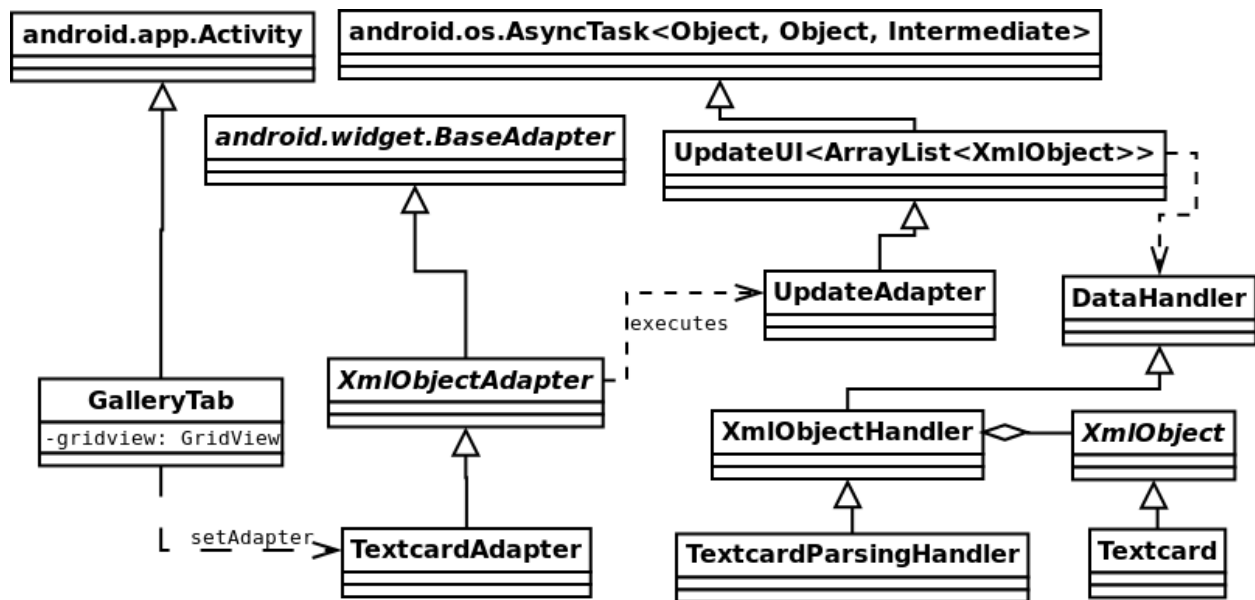 android.app.Activity
android.os.AsyncTask<Object, Object, Intermediate>
android.widget.BaseAdapter
UpdateUI<ArrayList<XmlObject>>
UpdateAdapter
DataHandler
executes
XmlObjectAdapter
GalleryTab
-gridview: GridView
XmlObjectHandler
XmlObject
setAdapter
TextcardAdapter
TextcardParsingHandler
Textcard